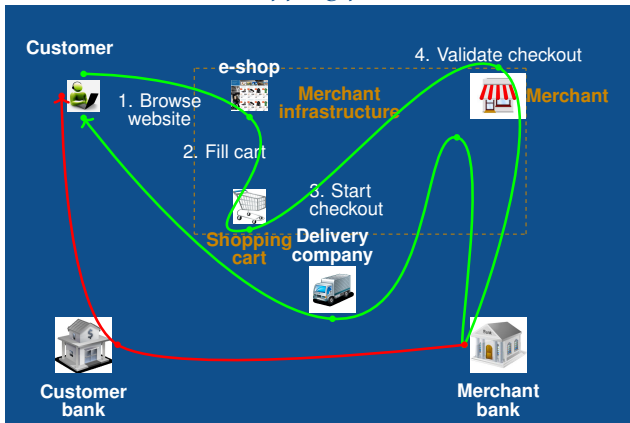 Customer
e-shop
4. Validate checkout
1. Browse
website
Merchant
infrastructure
Merchant
2. Fill cart
3. Start
checkout
Shopping
cart
Delivery
company
Customer
bank
Merchant
bank